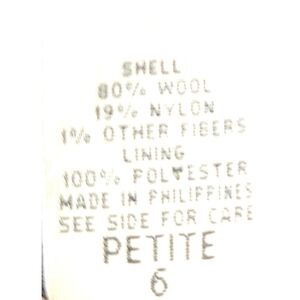 SHELL
80% WOOL
19% NYLON
1% OTHER FIBERS
LINING
100% POLYESTER
MADE IN PHILIPPINES
SEE SIDE FOR CARE
PETITE
6